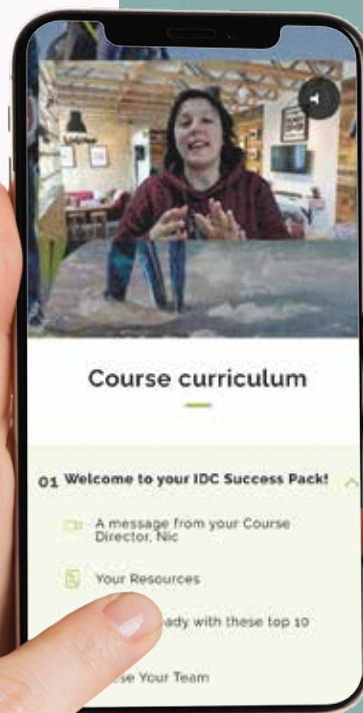 Course curriculum
01 Welcome to your IDC Success Pack!
A message from your Course
Director, Nic
Your Resources
with these top 10
Your Team